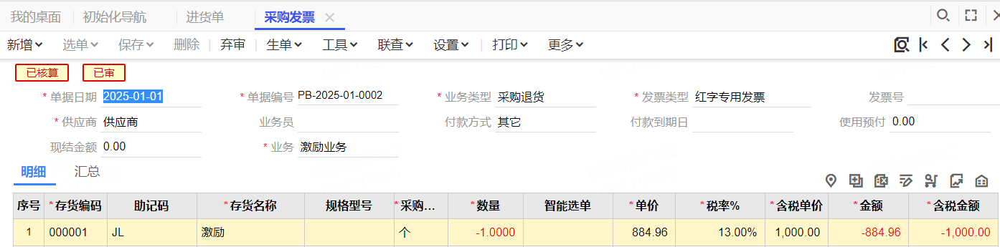 我的桌面 初始化导航 进货单 采购发票
新增 选单 保存 删除 弃审 生单 工具 联查 设置 打印 更多
已核算 已审
* 单据日期 2025-01-01 * 单据编号 PB-2025-01-0002 * 业务类型 采购退货 * 发票类型 红字专用发票 发票号
* 供应商 供应商 业务员 付款方式 其它 付款到期日 使用预付 0.00
现结金额 0.00 * 业务 激励业务
明细 汇总
序号 *存货编码 助记码 *存货名称 规格型号 *采购... *数量 智能选单 *单价 *税率% *含税单价 *金额 *含税金额
1 000001 JL 激励 个 -1.0000 884.96 13.00% 1,000.00 -884.96 -1,000.00